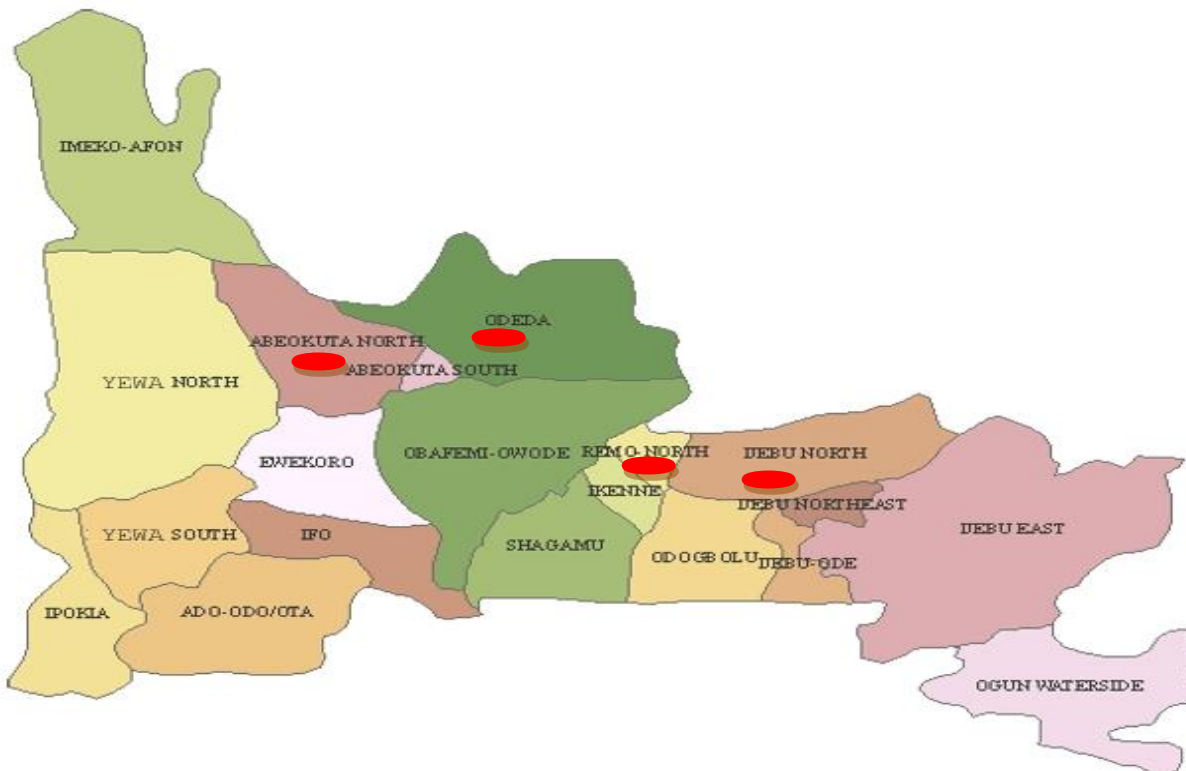 IMEKO-AFON
ODEDA
ABEOKUTA NORTH
ABEOKUTA SOUTH
YEWA NORTH
OBAFEMI-OWODE
REMO-NORTH
IJEBU NORTH
EWEKORO
IKENNE
IJEBU NORTHEAST
IJEBU EAST
YEWA SOUTH
IFO
SHAGAMU
ODOGBOLU
IJEBU-ODE
IPOKIA
ADO-ODO/OTA
OGUN WATERSIDE